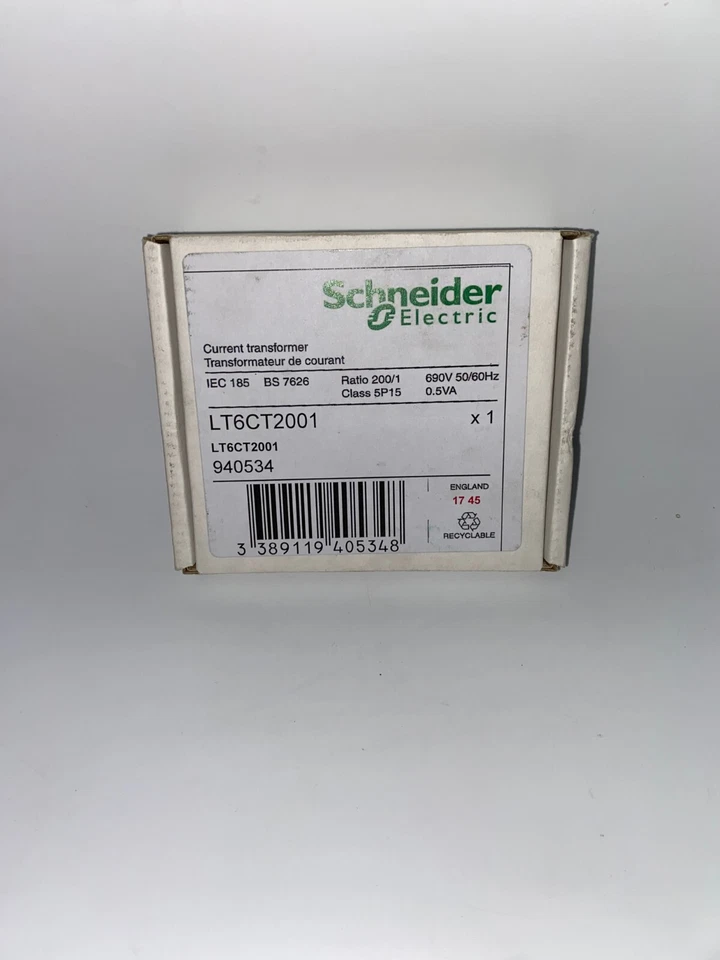 Schneider
Electric
Current transformer
Transformateur de courant
IEC 185 BS 7626 Ratio 200/1 690V 50/60Hz
Class 5P15 0.5VA
LT6CT2001 x 1
LT6CT2001
940534
ENGLAND
17 45
RECYCLABLE
3 389119 405348